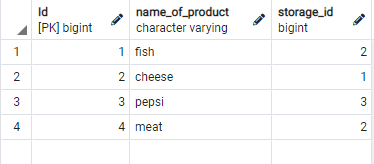 Id name_of_product storage_id
[PK] bigint character varying bigint
1 1 fish 2
2 2 cheese 1
3 3 pepsi 3
4 4 meat 2